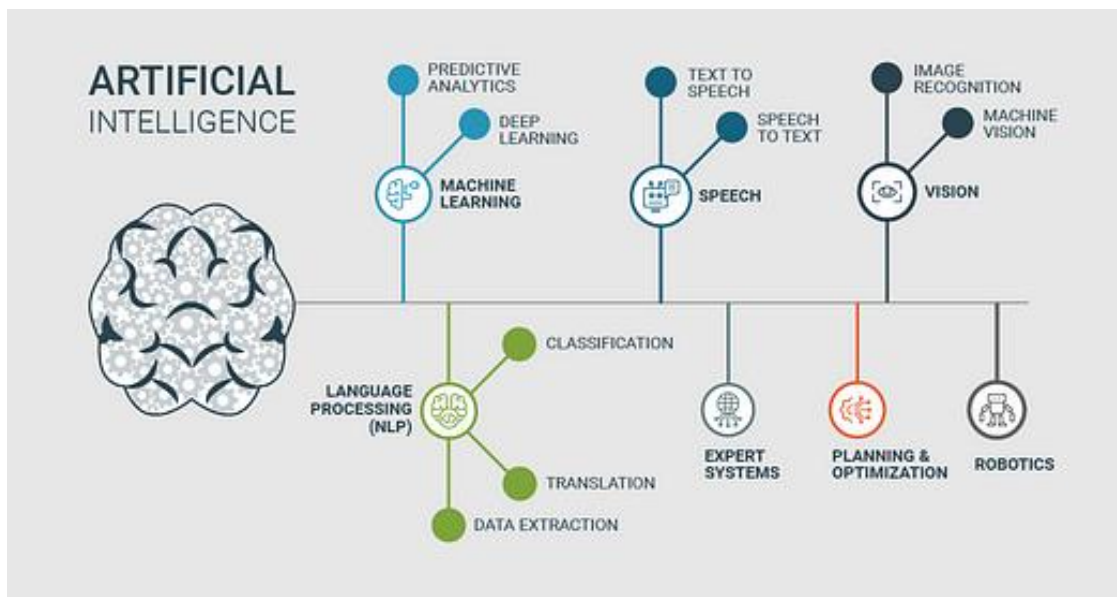 ARTIFICIAL
INTELLIGENCE
PREDICTIVE
ANALYTICS
DEEP
LEARNING
MACHINE
LEARNING
TEXT TO
SPEECH
SPEECH
TO TEXT
SPEECH
IMAGE
RECOGNITION
MACHINE
VISION
VISION
CLASSIFICATION
LANGUAGE
PROCESSING
(NLP)
TRANSLATION
DATA EXTRACTION
EXPERT
SYSTEMS
PLANNING &
OPTIMIZATION
ROBOTICS